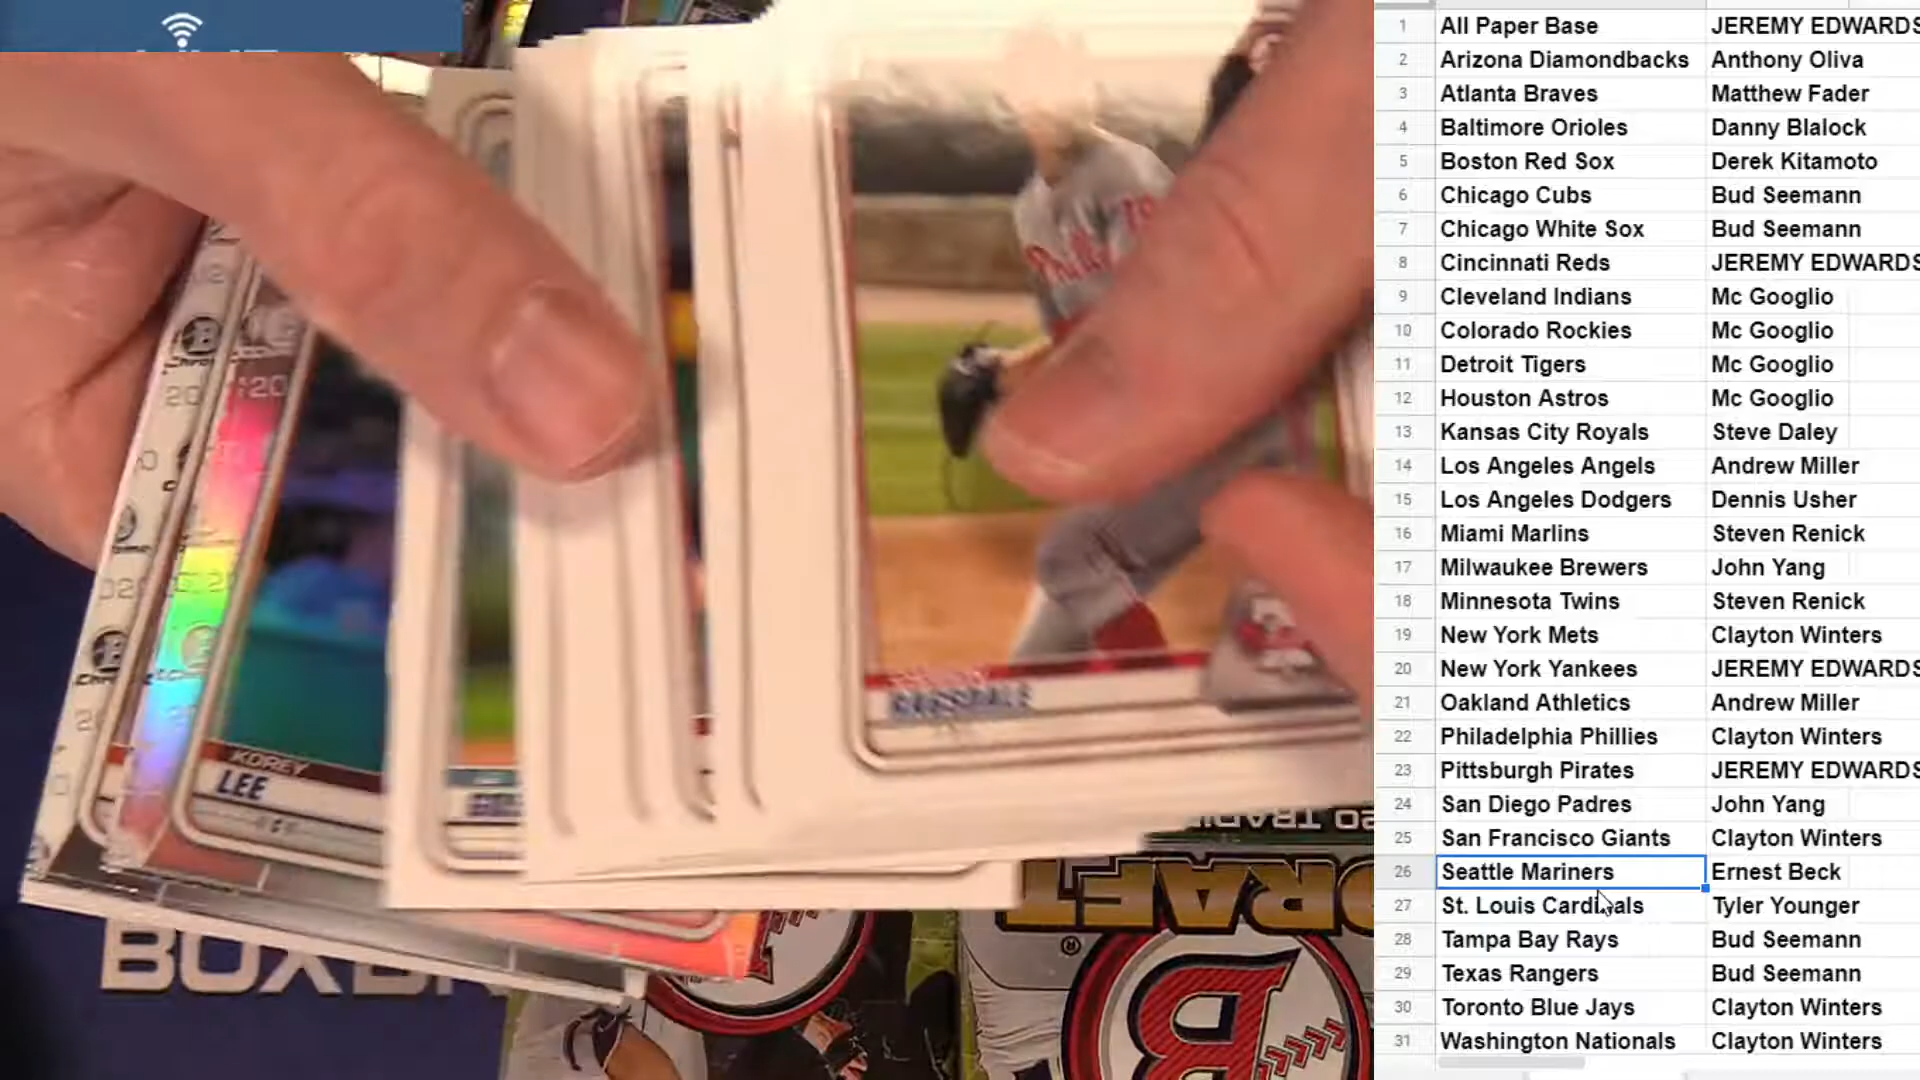 KOREY
LEE
RAGSDALE
BOX
DRAFT
®
B
1 All Paper Base JEREMY EDWARDS
2 Arizona Diamondbacks Anthony Oliva
3 Atlanta Braves Matthew Fader
4 Baltimore Orioles Danny Blalock
5 Boston Red Sox Derek Kitamoto
6 Chicago Cubs Bud Seemann
7 Chicago White Sox Bud Seemann
8 Cincinnati Reds JEREMY EDWARDS
9 Cleveland Indians Mc Googlio
10 Colorado Rockies Mc Googlio
11 Detroit Tigers Mc Googlio
12 Houston Astros Mc Googlio
13 Kansas City Royals Steve Daley
14 Los Angeles Angels Andrew Miller
15 Los Angeles Dodgers Dennis Usher
16 Miami Marlins Steven Renick
17 Milwaukee Brewers John Yang
18 Minnesota Twins Steven Renick
19 New York Mets Clayton Winters
20 New York Yankees JEREMY EDWARDS
21 Oakland Athletics Andrew Miller
22 Philadelphia Phillies Clayton Winters
23 Pittsburgh Pirates JEREMY EDWARDS
24 San Diego Padres John Yang
25 San Francisco Giants Clayton Winters
26 Seattle Mariners Ernest Beck
27 St. Louis Cardinals Tyler Younger
28 Tampa Bay Rays Bud Seemann
29 Texas Rangers Bud Seemann
30 Toronto Blue Jays Clayton Winters
31 Washington Nationals Clayton Winters